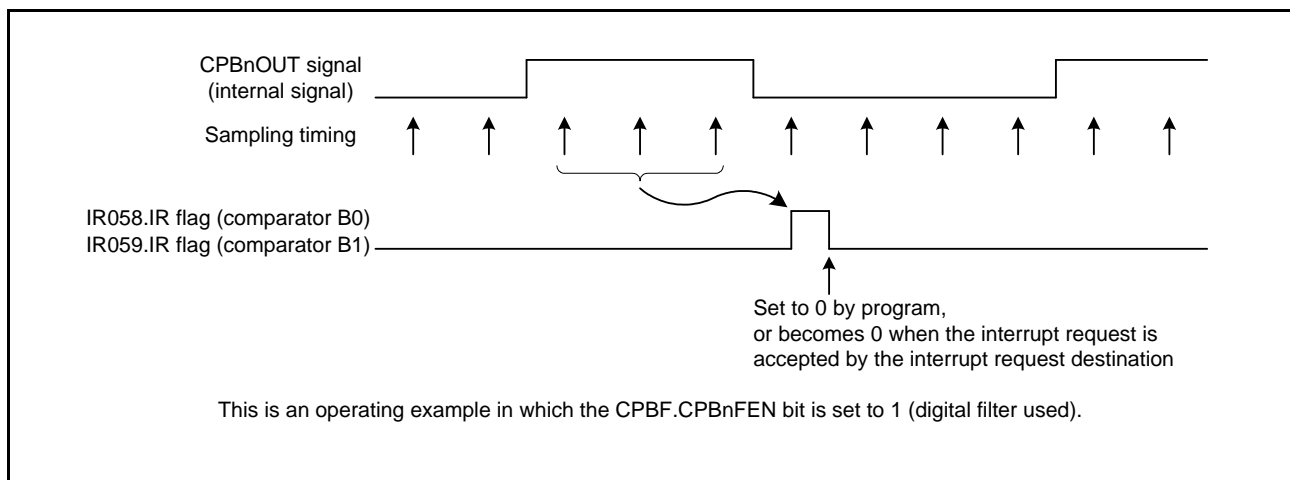 CPBnOUT signal
(internal signal)
Sampling timing
IR058.IR flag (comparator B0)
IR059.IR flag (comparator B1)
Set to 0 by program,
or becomes 0 when the interrupt request is
accepted by the interrupt request destination
This is an operating example in which the CPBF.CPBnFEN bit is set to 1 (digital filter used).